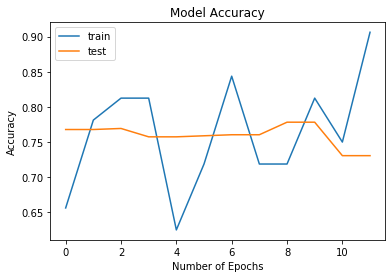 Model Accuracy
train
test
0.90
0.85
0.80
0.75
0.70
0.65
Accuracy
0 2 4 6 8 10
Number of Epochs